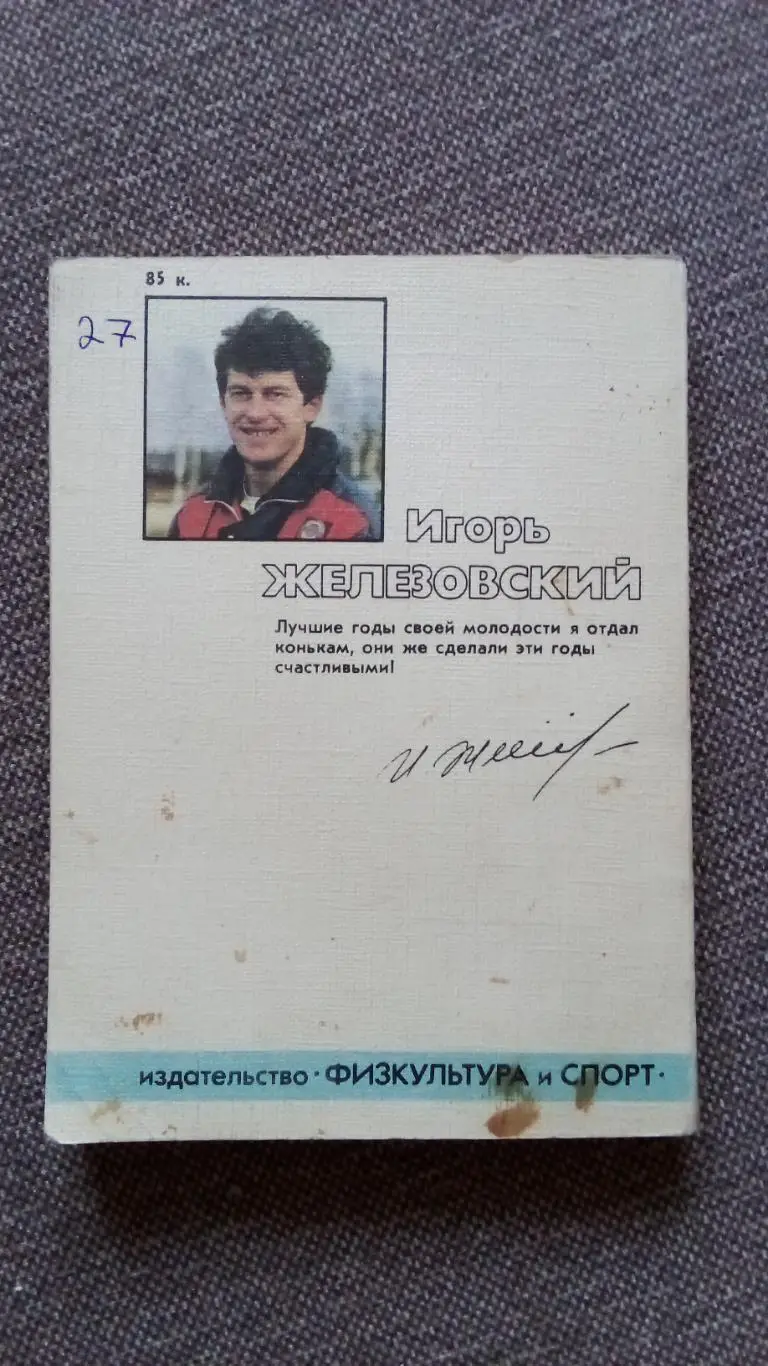 85 к.
27
Игорь
ЖЕЛЕЗОВСКИЙ
Лучшие годы своей молодости я отдал
конькам, они же сделали эти годы
счастливыми!
издательство · ФИЗКУЛЬТУРА и СПОРТ ·